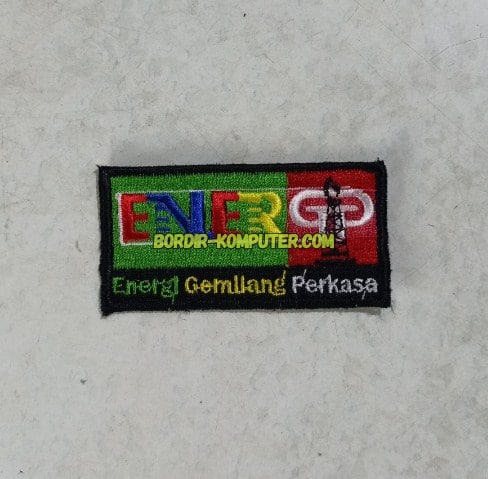 ENERGP
BORDIR-KOMPUTER.COM
Energi Gemilang Perkasa